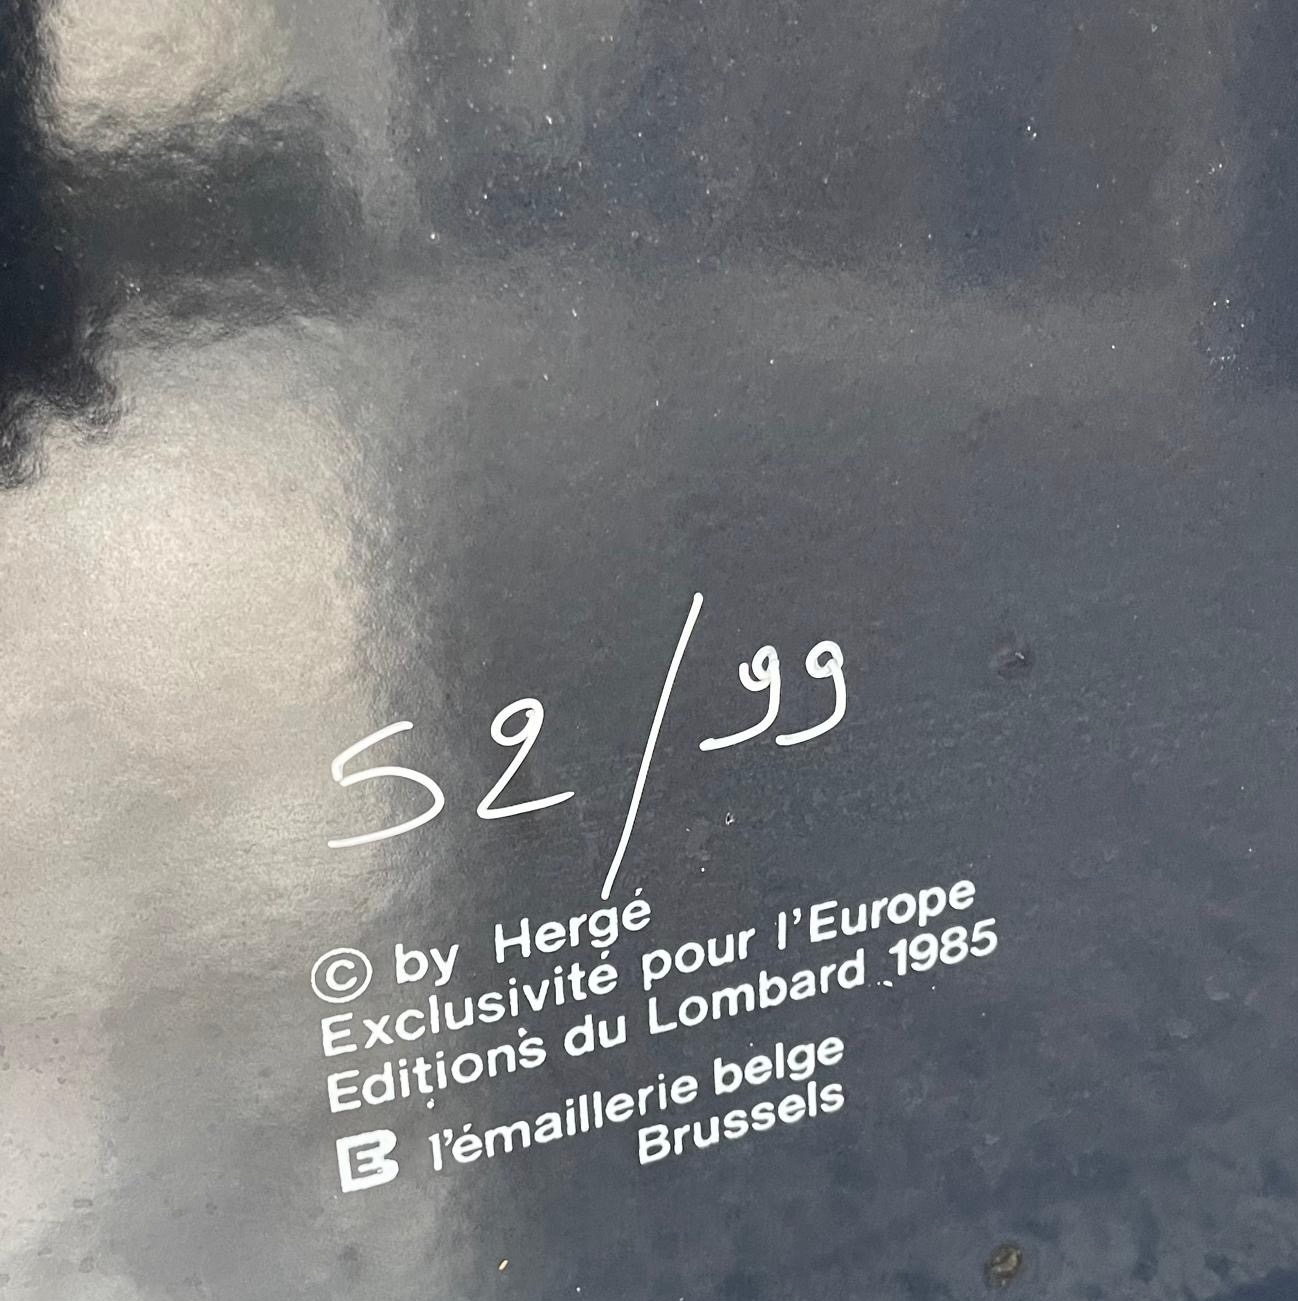 52/99
© by Hergé
Exclusivité pour l'Europe
Editions du Lombard 1985
l'émaillerie belge
Brussels